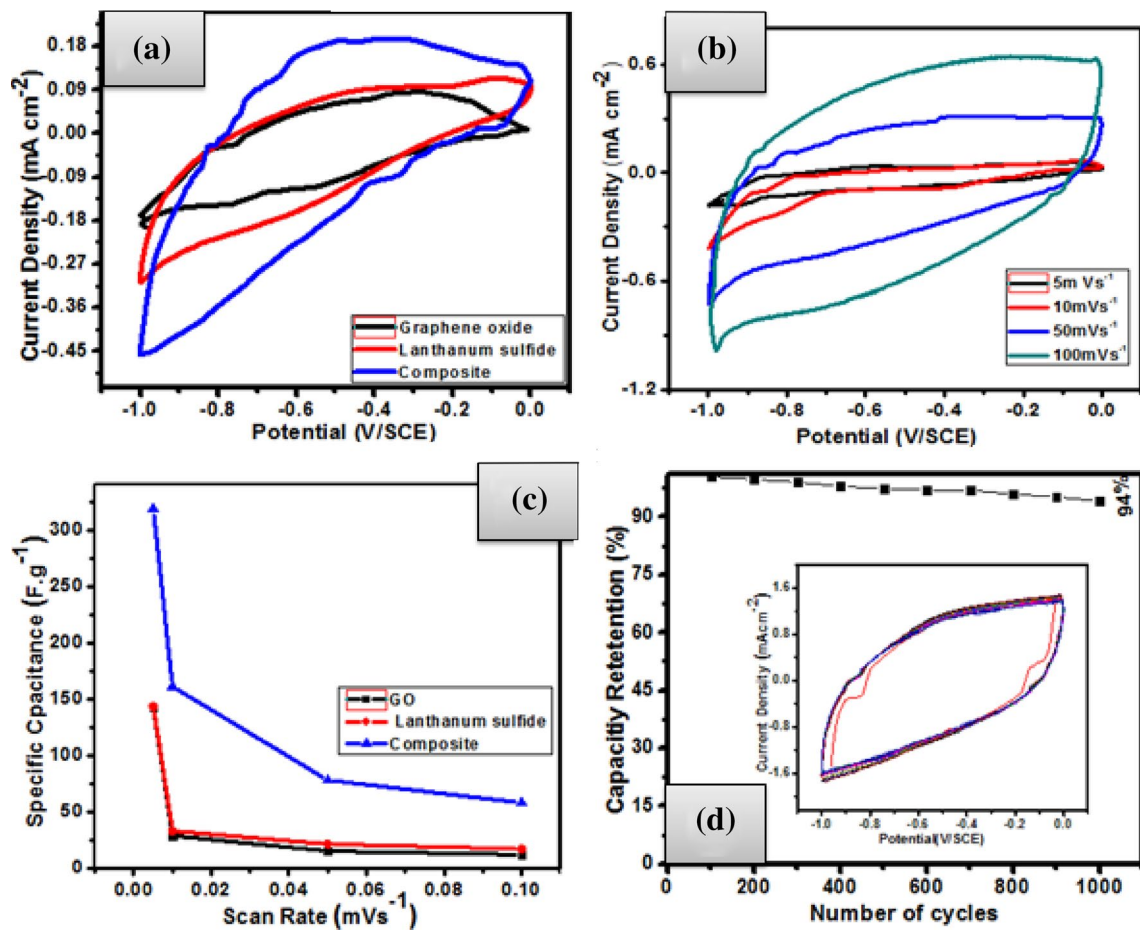 (a)
Current Density (mA cm-2)
0.18
0.09
0.00
-0.09
-0.18
-0.27
-0.36
-0.45
Graphene oxide
Lanthanum sulfide
Composite
-1.0 -0.8 -0.6 -0.4 -0.2 0.0
Potential (V/SCE)
(b)
Current Density (mA cm-2)
0.6
0.0
-0.6
-1.2
5m Vs-1
10mVs-1
50mVs-1
100mVs-1
-1.0 -0.8 -0.6 -0.4 -0.2 0.0
Potential (V/SCE)
(c)
Specific Cpacitance (F.g-1)
300
250
200
150
100
50
0
GO
Lanthanum sulfide
Composite
0.00 0.02 0.04 0.06 0.08 0.10
Scan Rate (mVs-1)
(d)
Capacitiy Retetention (%)
90
75
60
45
30
15
0
94%
Current Density (mAcm-2)
1.6
0.8
0.0
-0.8
-1.6
-1.0 -0.8 -0.6 -0.4 -0.2 0.0
Potential(V/SCE)
0 200 400 600 800 1000
Number of cycles